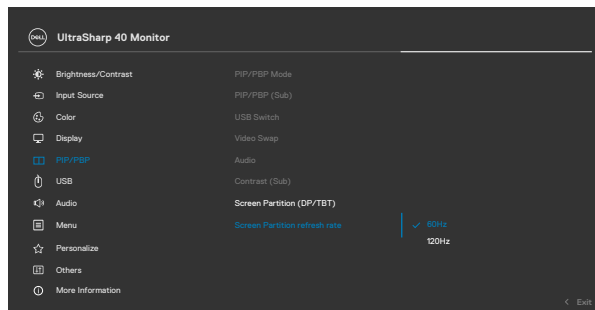 DELL
UltraSharp 40 Monitor
Brightness/Contrast
PIP/PBP Mode
Input Source
PIP/PBP (Sub)
Color
USB Switch
Display
Video Swap
PIP/PBP
Audio
USB
Contrast (Sub)
Audio
Screen Partition (DP/TBT)
Menu
Screen Partition refresh rate
60Hz
120Hz
Personalize
Others
More Information
Exit